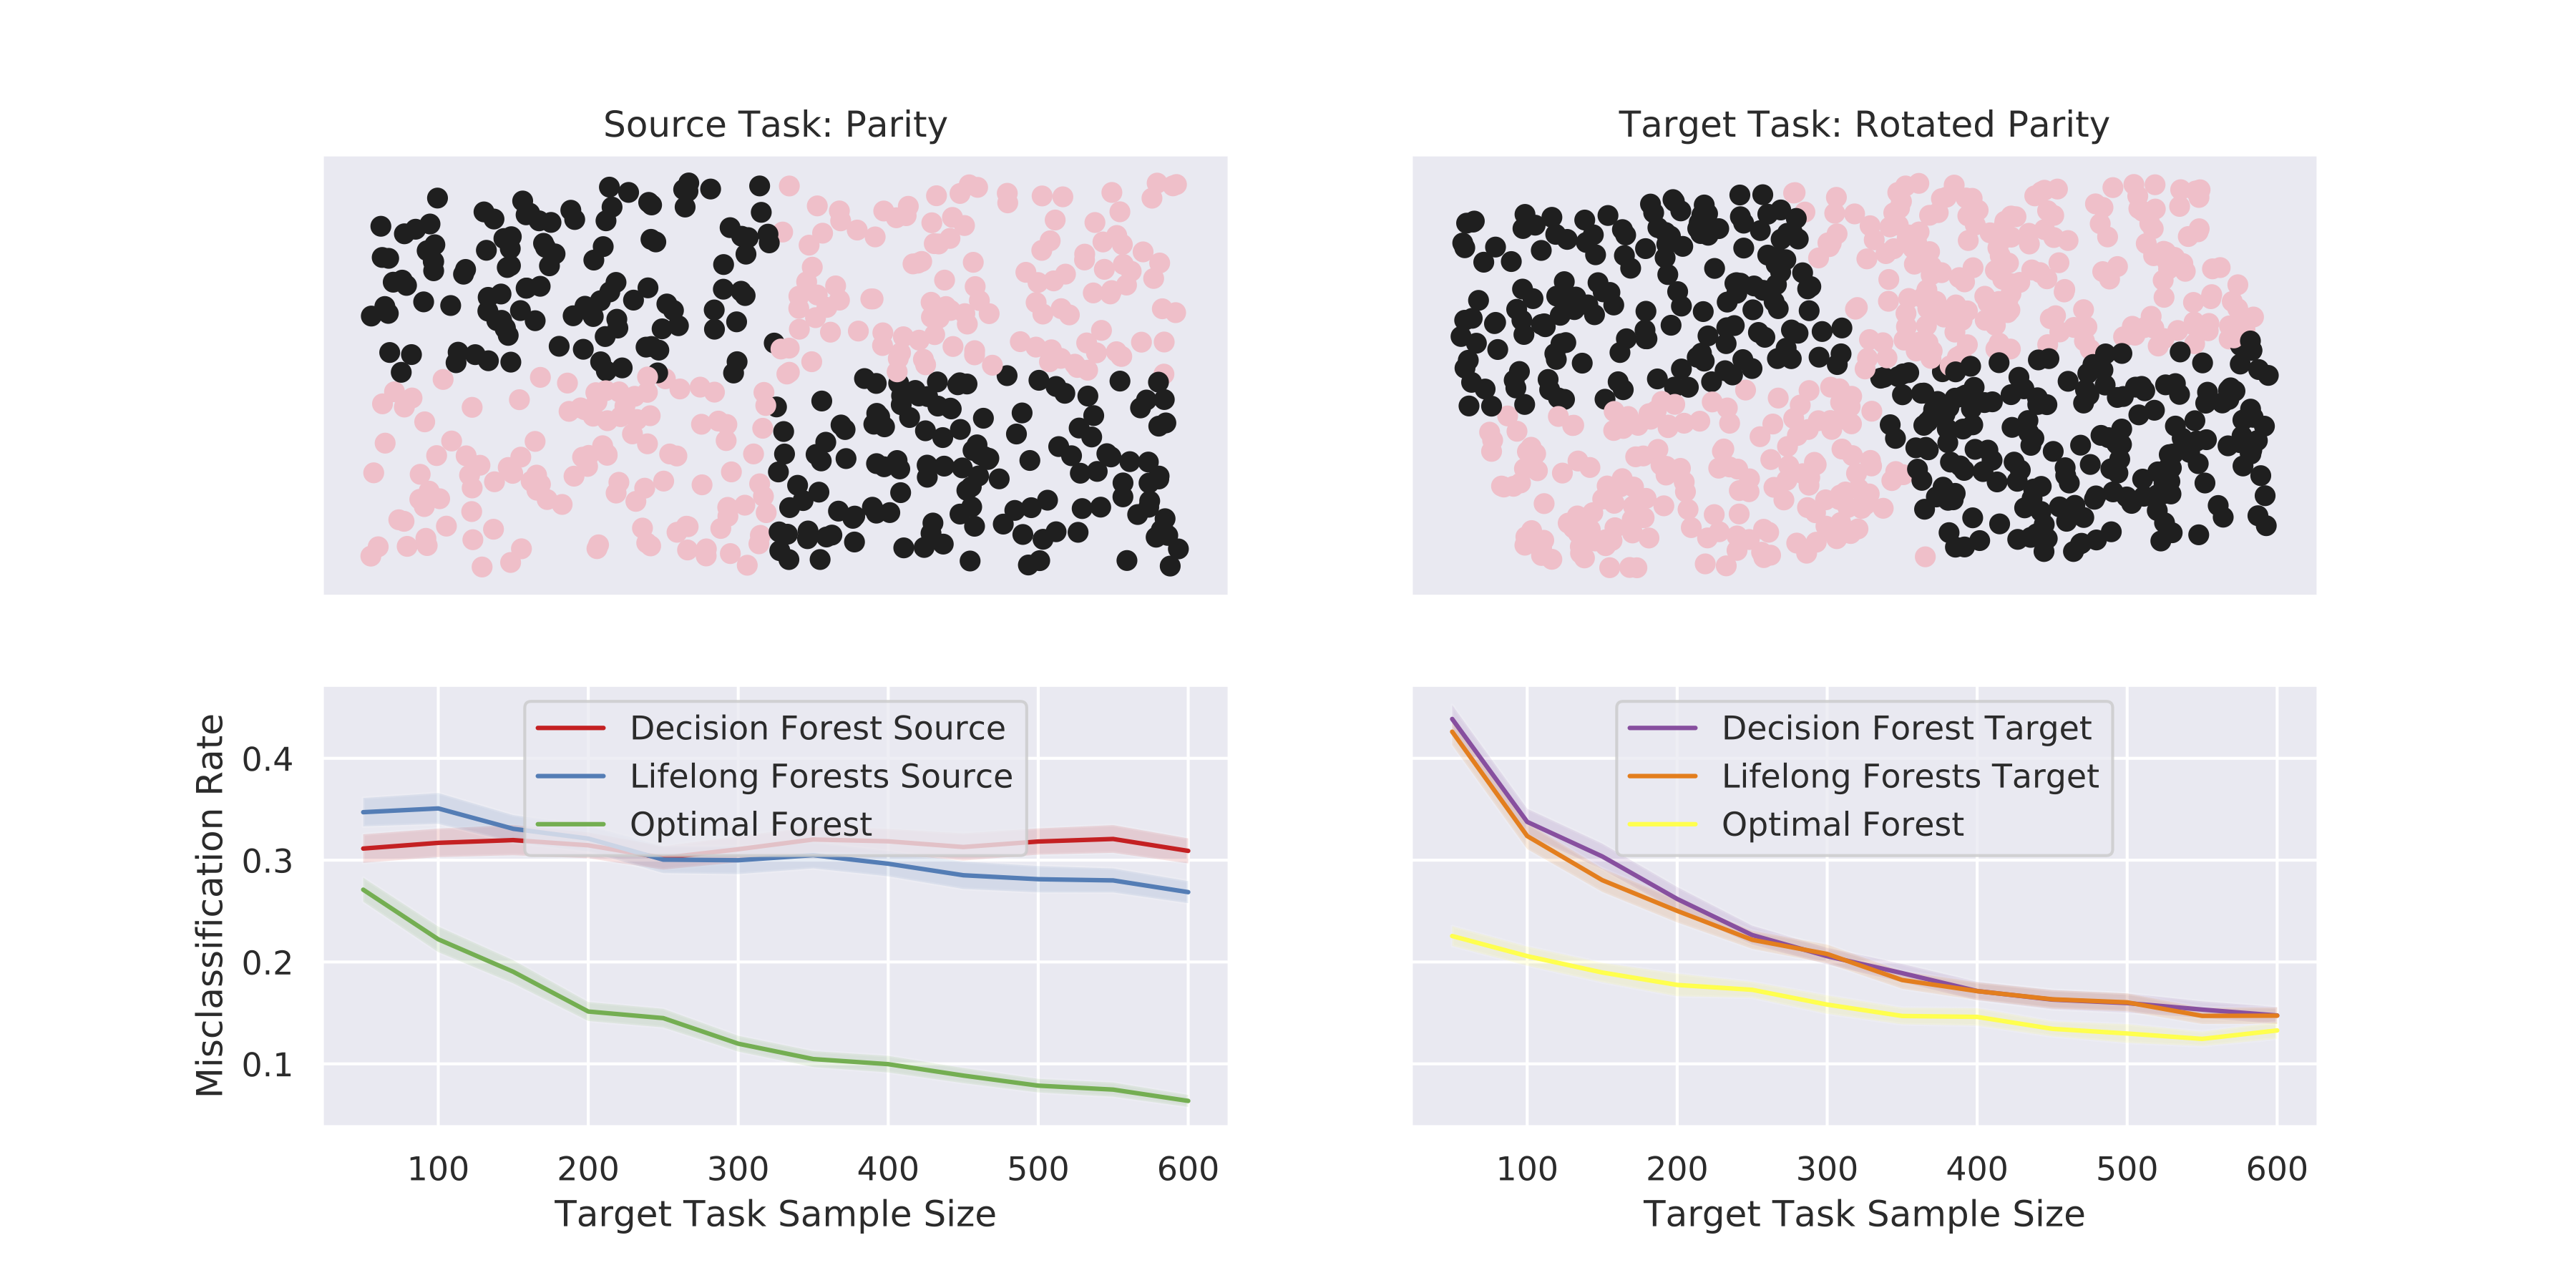 Source Task: Parity
Target Task: Rotated Parity
Misclassification Rate
0.4
0.3
0.2
0.1
Decision Forest Source
Lifelong Forests Source
Optimal Forest
100 200 300 400 500 600
Target Task Sample Size
Decision Forest Target
Lifelong Forests Target
Optimal Forest
100 200 300 400 500 600
Target Task Sample Size